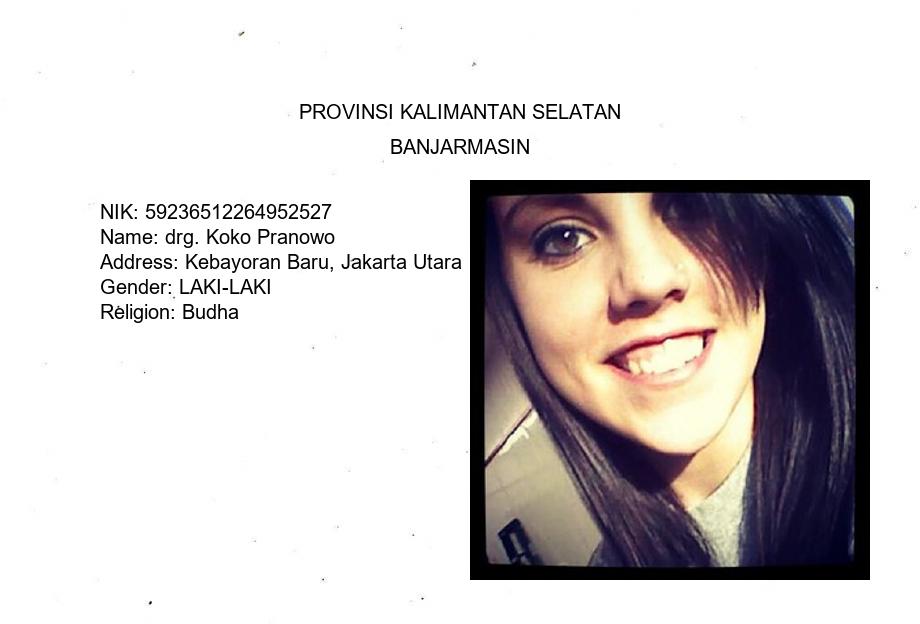 PROVINSI KALIMANTAN SELATAN
BANJARMASIN
NIK: 59236512264952527
Name: drg. Koko Pranowo
Address: Kebayoran Baru, Jakarta Utara
Gender: LAKI-LAKI
Religion: Budha